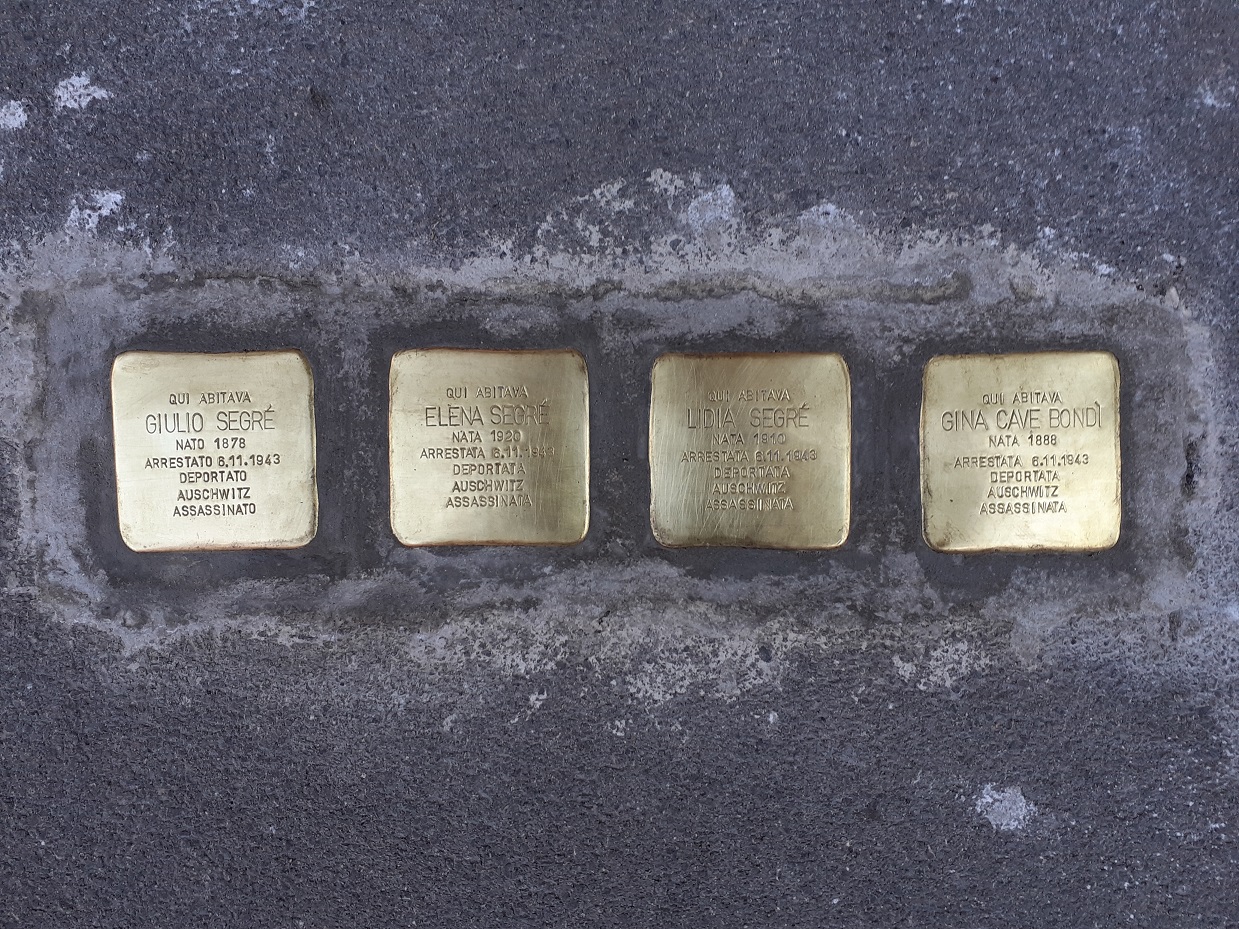 QUI ABITAVA
GIULIO SEGRÉ
NATO 1878
ARRESTATO 6.11.1943
DEPORTATO
AUSCHWITZ
ASSASSINATO
QUI ABITAVA
ELENA SEGRÉ
NATA 1920
ARRESTATA 6.11.1943
DEPORTATA
AUSCHWITZ
ASSASSINATA
QUI ABITAVA
LIDIA SEGRÉ
NATA 1910
ARRESTATA 6.11.1943
DEPORTATA
AUSCHWITZ
ASSASSINATA
QUI ABITAVA
GINA CAVE BONDÌ
NATA 1888
ARRESTATA 6.11.1943
DEPORTATA
AUSCHWITZ
ASSASSINATA